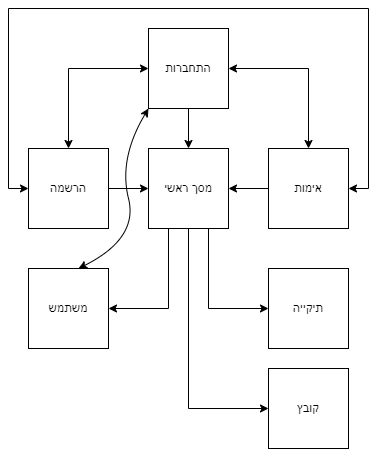 התחברות
הרשמה
מסך ראשי
אימות
משתמש
תיקייה
קובץ